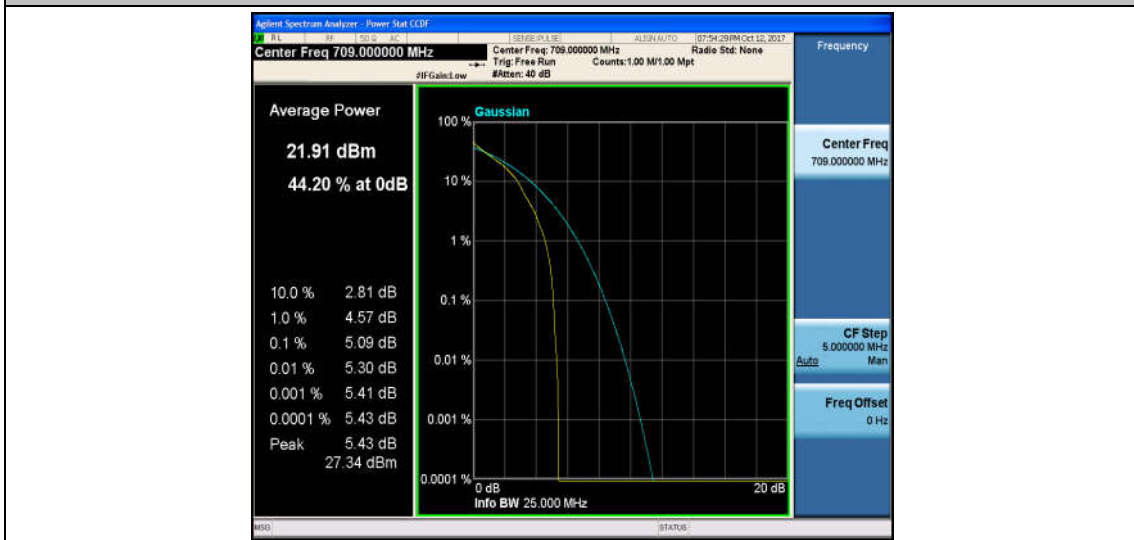 Agilent Spectrum Analyzer - Power Stat CCDF
RL RF 50 Ω AC SENSE:PULSE ALIGN AUTO 07:54:29 PM Oct 12, 2017
Center Freq 709.000000 MHz
Center Freq: 709.000000 MHz Radio Std: None
Trig: Free Run Counts:1.00 M/1.00 Mpt
#IFGain:Low #Atten: 40 dB
Frequency
Average Power
21.91 dBm
44.20 % at 0dB
10.0 % 2.81 dB
1.0 % 4.57 dB
0.1 % 5.09 dB
0.01 % 5.30 dB
0.001 % 5.41 dB
0.0001 % 5.43 dB
Peak 5.43 dB
27.34 dBm
Gaussian
100 %
10 %
1 %
0.1 %
0.01 %
0.001 %
0.0001 %
0 dB 20 dB
Info BW 25.000 MHz
Center Freq
709.000000 MHz
CF Step
5.000000 MHz
Auto Man
Freq Offset
0 Hz
MSG STATUS